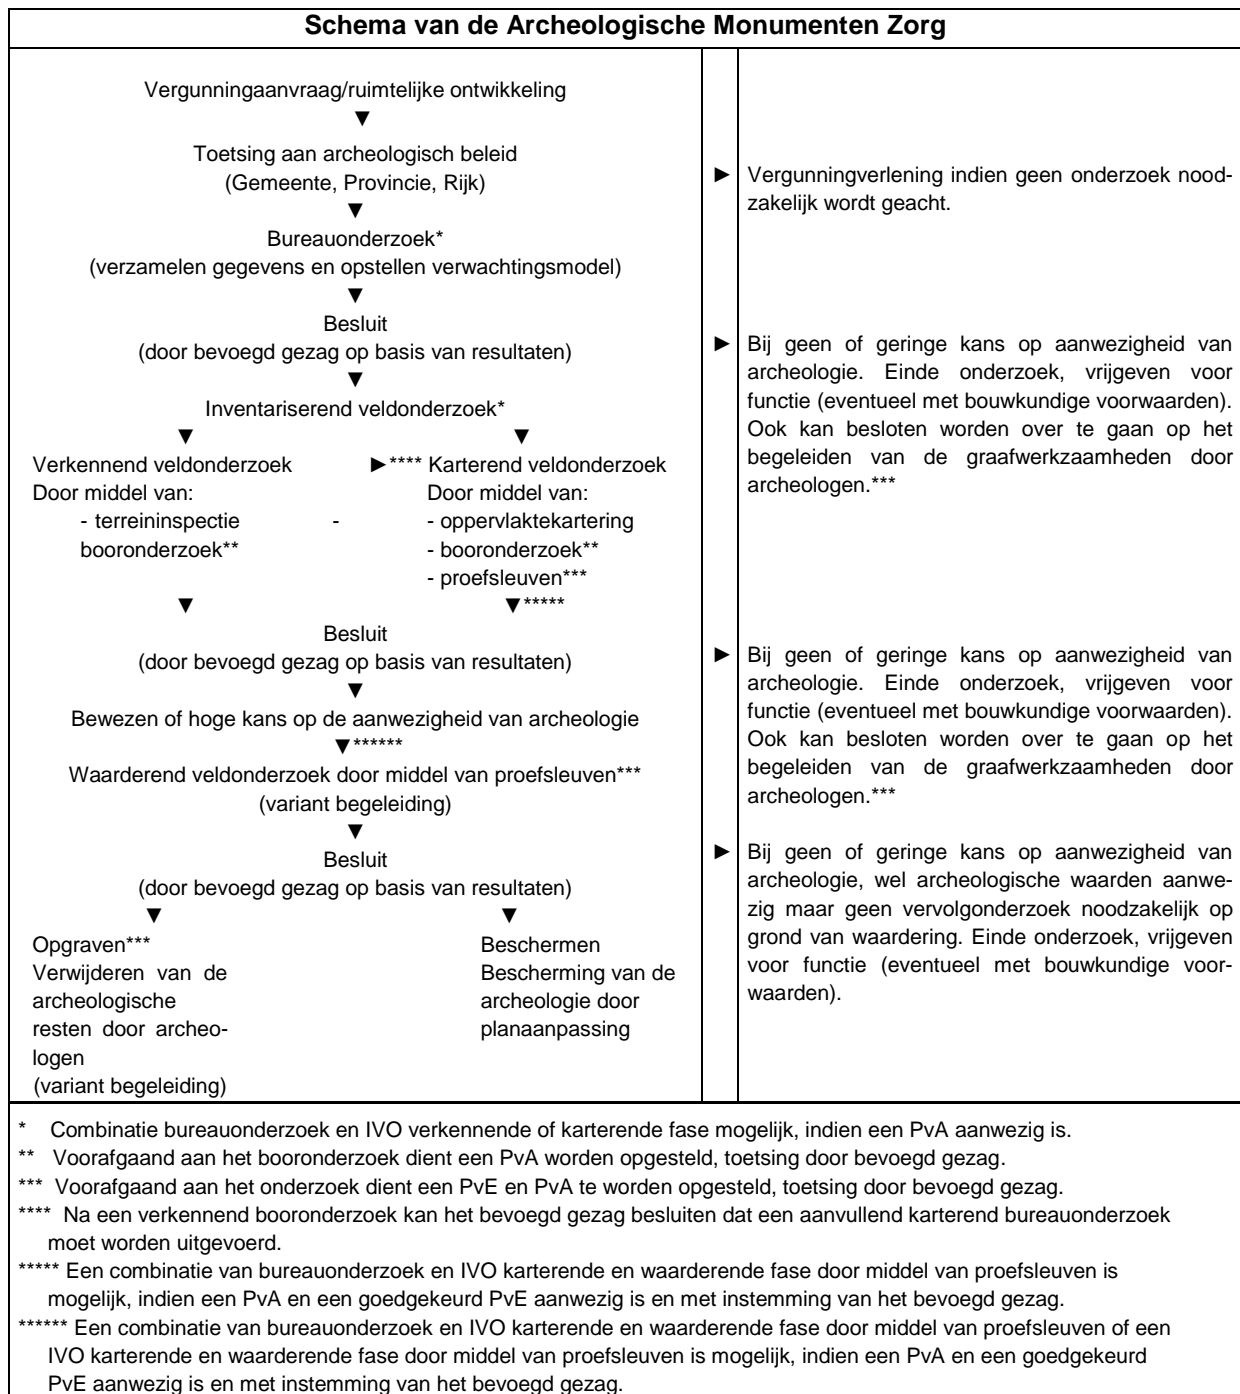 Schema van de Archeologische Monumenten Zorg
Vergunningaanvraag/ruimtelijke ontwikkeling
▼
Toetsing aan archeologisch beleid
(Gemeente, Provincie, Rijk)
▼
Bureauonderzoek*
(verzamelen gegevens en opstellen verwachtingsmodel)
▼
Besluit
(door bevoegd gezag op basis van resultaten)
▼
Inventariserend veldonderzoek*
▼ ▼
Verkennend veldonderzoek ►**** Karterend veldonderzoek
Door middel van: Door middel van:
- terreininspectie - - oppervlaktekartering
booronderzoek** - booronderzoek**
- proefsleuven***
▼ ▼*****
Besluit
(door bevoegd gezag op basis van resultaten)
▼
Bewezen of hoge kans op de aanwezigheid van archeologie
▼******
Waarderend veldonderzoek door middel van proefsleuven***
(variant begeleiding)
▼
Besluit
(door bevoegd gezag op basis van resultaten)
▼ ▼
Opgraven***
Verwijderen van de
archeologische
resten door archeo-
logen
(variant begeleiding)
Beschermen
Bescherming van de
archeologie door
planaanpassing
► Vergunningverlening indien geen onderzoek nood-
zakelijk wordt geacht.
► Bij geen of geringe kans op aanwezigheid van
archeologie. Einde onderzoek, vrijgeven voor
functie (eventueel met bouwkundige voorwaarden).
Ook kan besloten worden over te gaan op het
begeleiden van de graafwerkzaamheden door
archeologen.***
► Bij geen of geringe kans op aanwezigheid van
archeologie. Einde onderzoek, vrijgeven voor
functie (eventueel met bouwkundige voorwaarden).
Ook kan besloten worden over te gaan op het
begeleiden van de graafwerkzaamheden door
archeologen.***
► Bij geen of geringe kans op aanwezigheid van
archeologie, wel archeologische waarden aanwe-
zig maar geen vervolgonderzoek noodzakelijk op
grond van waardering. Einde onderzoek, vrijgeven
voor functie (eventueel met bouwkundige voor-
waarden).
* Combinatie bureauonderzoek en IVO verkennende of karterende fase mogelijk, indien een PvA aanwezig is.
** Voorafgaand aan het booronderzoek dient een PvA worden opgesteld, toetsing door bevoegd gezag.
*** Voorafgaand aan het onderzoek dient een PvE en PvA te worden opgesteld, toetsing door bevoegd gezag.
**** Na een verkennend booronderzoek kan het bevoegd gezag besluiten dat een aanvullend karterend bureauonderzoek
moet worden uitgevoerd.
***** Een combinatie van bureauonderzoek en IVO karterende en waarderende fase door middel van proefsleuven is
mogelijk, indien een PvA en een goedgekeurd PvE aanwezig is en met instemming van het bevoegd gezag.
****** Een combinatie van bureauonderzoek en IVO karterende en waarderende fase door middel van proefsleuven of een
IVO karterende en waarderende fase door middel van proefsleuven is mogelijk, indien een PvA en een goedgekeurd
PvE aanwezig is en met instemming van het bevoegd gezag.